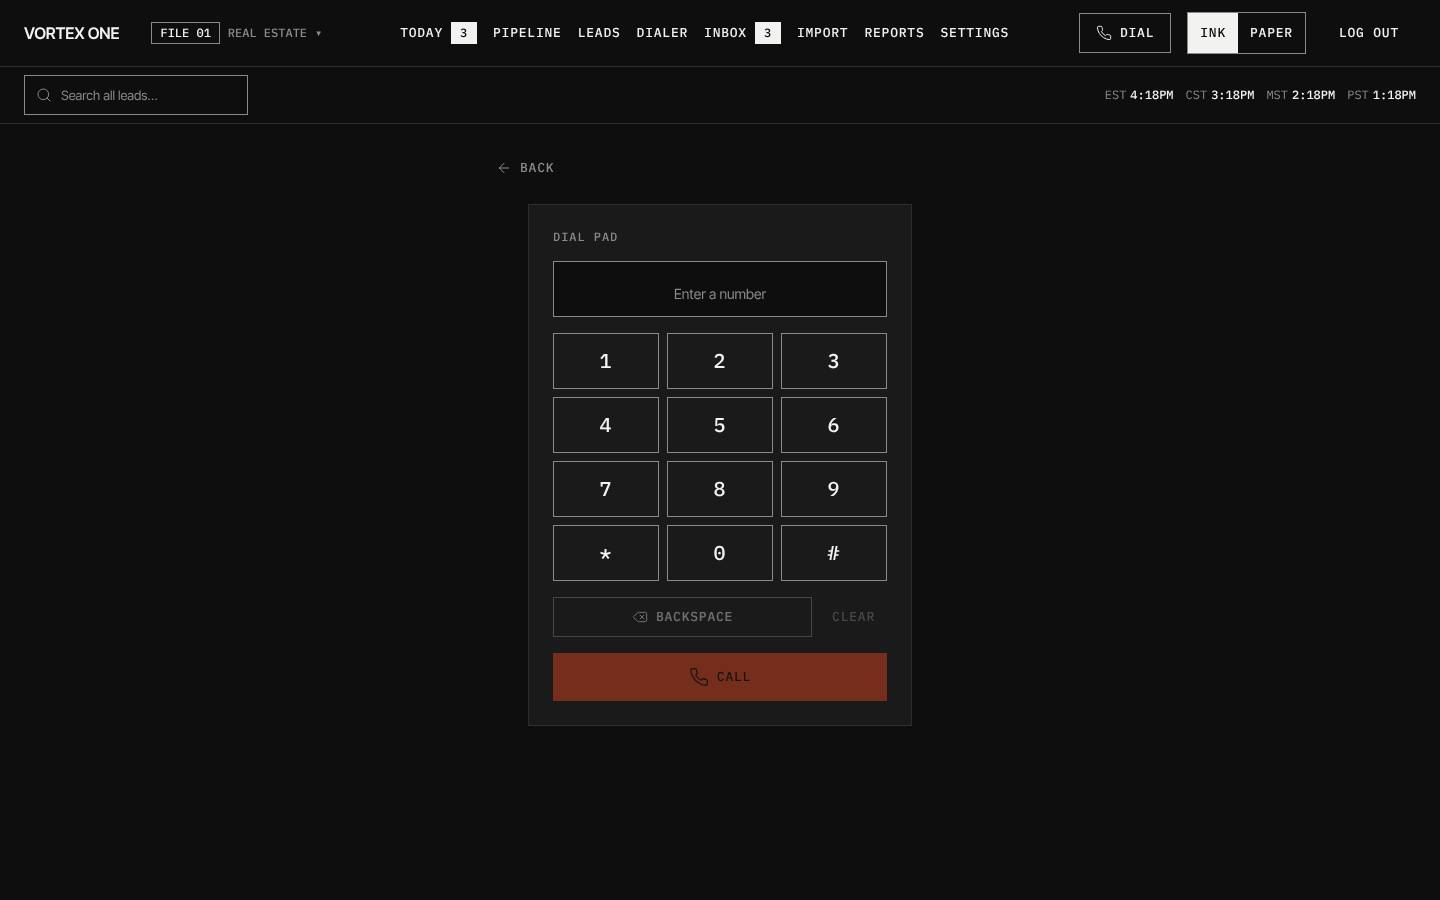 VORTEX ONE FILE 01 REAL ESTATE ▾ TODAY 3 PIPELINE LEADS DIALER INBOX 3 IMPORT REPORTS SETTINGS DIAL INK PAPER LOG OUT
Search all leads... EST 4:18PM CST 3:18PM MST 2:18PM PST 1:18PM
BACK
DIAL PAD
Enter a number
1 2 3
4 5 6
7 8 9
* 0 #
BACKSPACE CLEAR
CALL